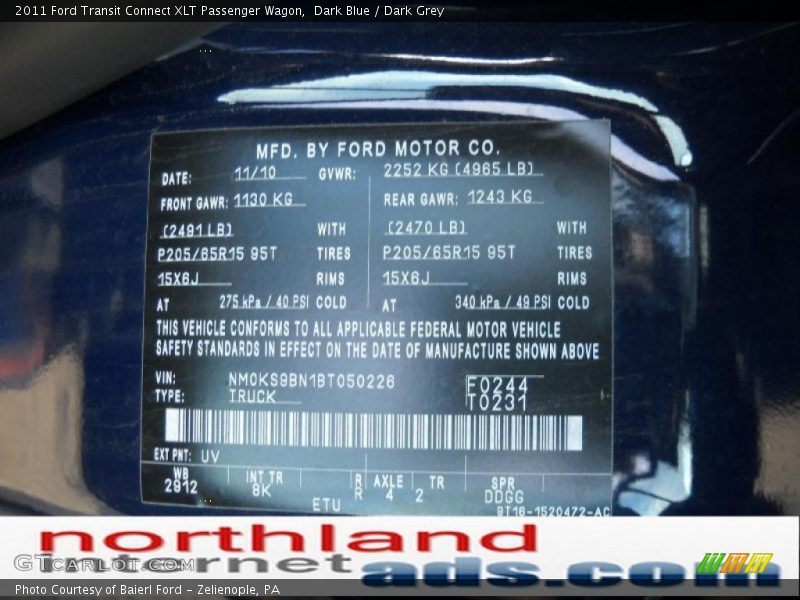 2011 Ford Transit Connect XLT Passenger Wagon, Dark Blue / Dark Grey
MFD. BY FORD MOTOR CO.
DATE: 11/10 GVWR: 2252 KG (4965 LB)
FRONT GAWR: 1130 KG REAR GAWR: 1243 KG
(2491 LB) WITH (2470 LB) WITH
P205/65R15 95T TIRES P205/65R15 95T TIRES
15X6J RIMS 15X6J RIMS
AT 275 kPa / 40 PSI COLD AT 340 kPa / 49 PSI COLD
THIS VEHICLE CONFORMS TO ALL APPLICABLE FEDERAL MOTOR VEHICLE
SAFETY STANDARDS IN EFFECT ON THE DATE OF MANUFACTURE SHOWN ABOVE
VIN: NM0KS9BN1BT050226 F0244
TYPE: TRUCK T0231
EXT PNT: UV
WB INT TR R AXLE TR SPR
2912 8K R 4 2 DDGG
ETU 9T16-1520472-AC
northland
internet
ads.com
GTCARLOT.COM
Photo Courtesy of Baierl Ford - Zelienople, PA